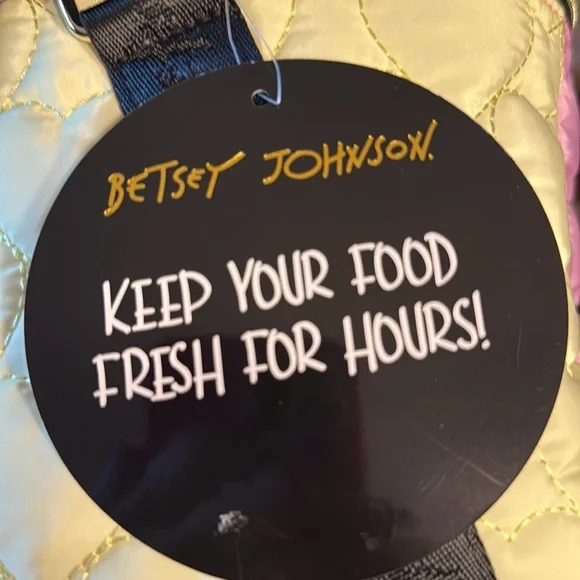 BETSEY JOHNSON.
KEEP YOUR FOOD
FRESH FOR HOURS!